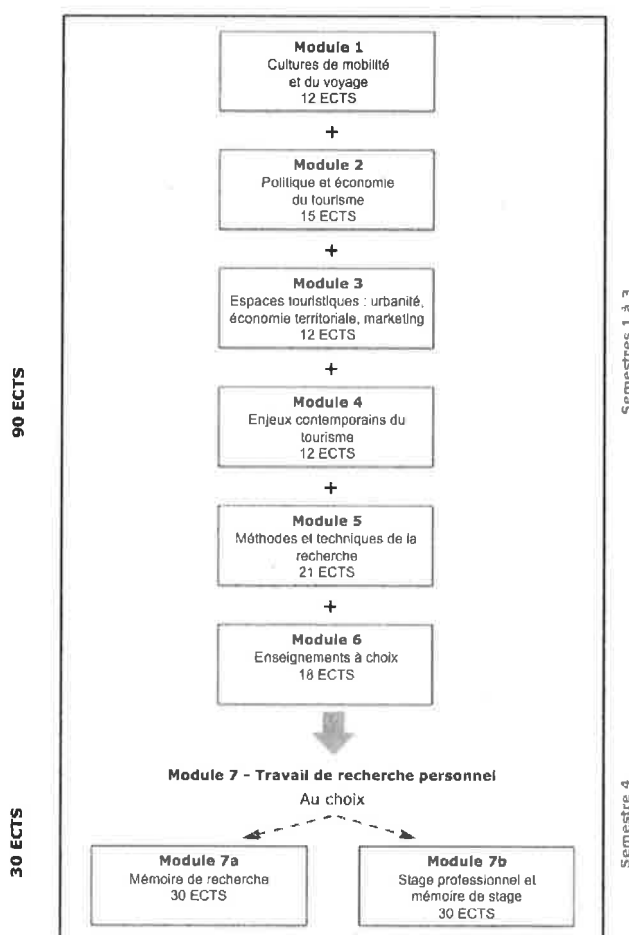 Module 1
Cultures de mobilité
et du voyage
12 ECTS
+
Module 2
Politique et économie
du tourisme
15 ECTS
+
Module 3
Espaces touristiques : urbanité,
économie territoriale, marketing
12 ECTS
+
Module 4
Enjeux contemporains du
tourisme
12 ECTS
+
Module 5
Méthodes et techniques de la
recherche
21 ECTS
+
Module 6
Enseignements à choix
18 ECTS
90 ECTS
Semestres 1 à 3
Module 7 - Travail de recherche personnel
Au choix
Module 7a
Mémoire de recherche
30 ECTS
Module 7b
Stage professionnel et
mémoire de stage
30 ECTS
30 ECTS
Semestre 4